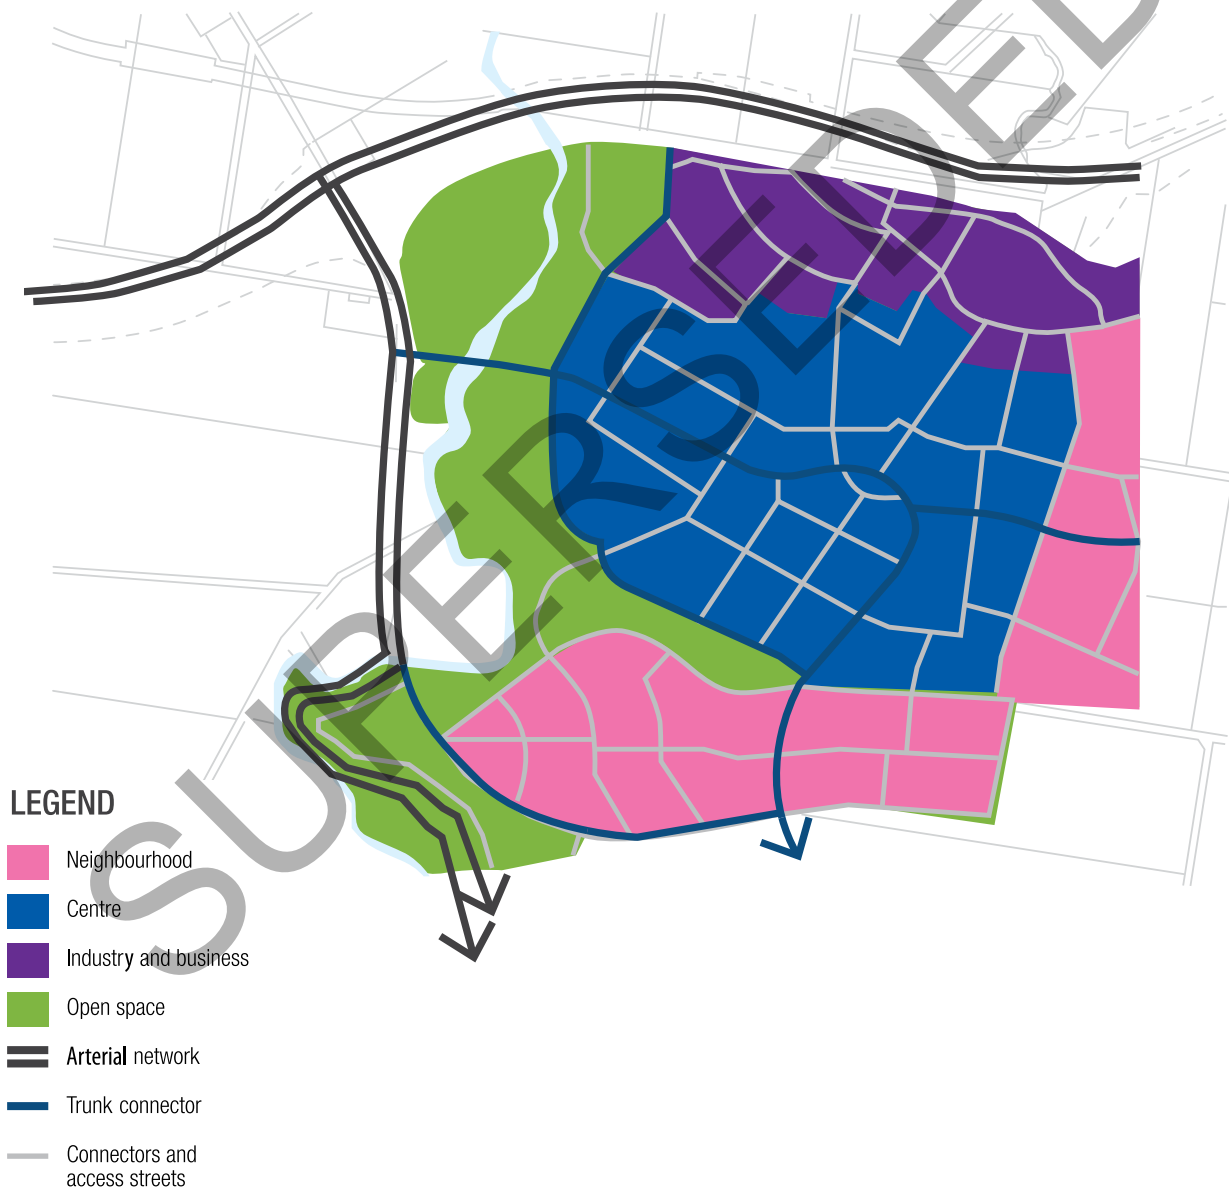 SUPERSEDED
LEGEND
Neighbourhood
Centre
Industry and business
Open space
Arterial network
Trunk connector
Connectors and
access streets